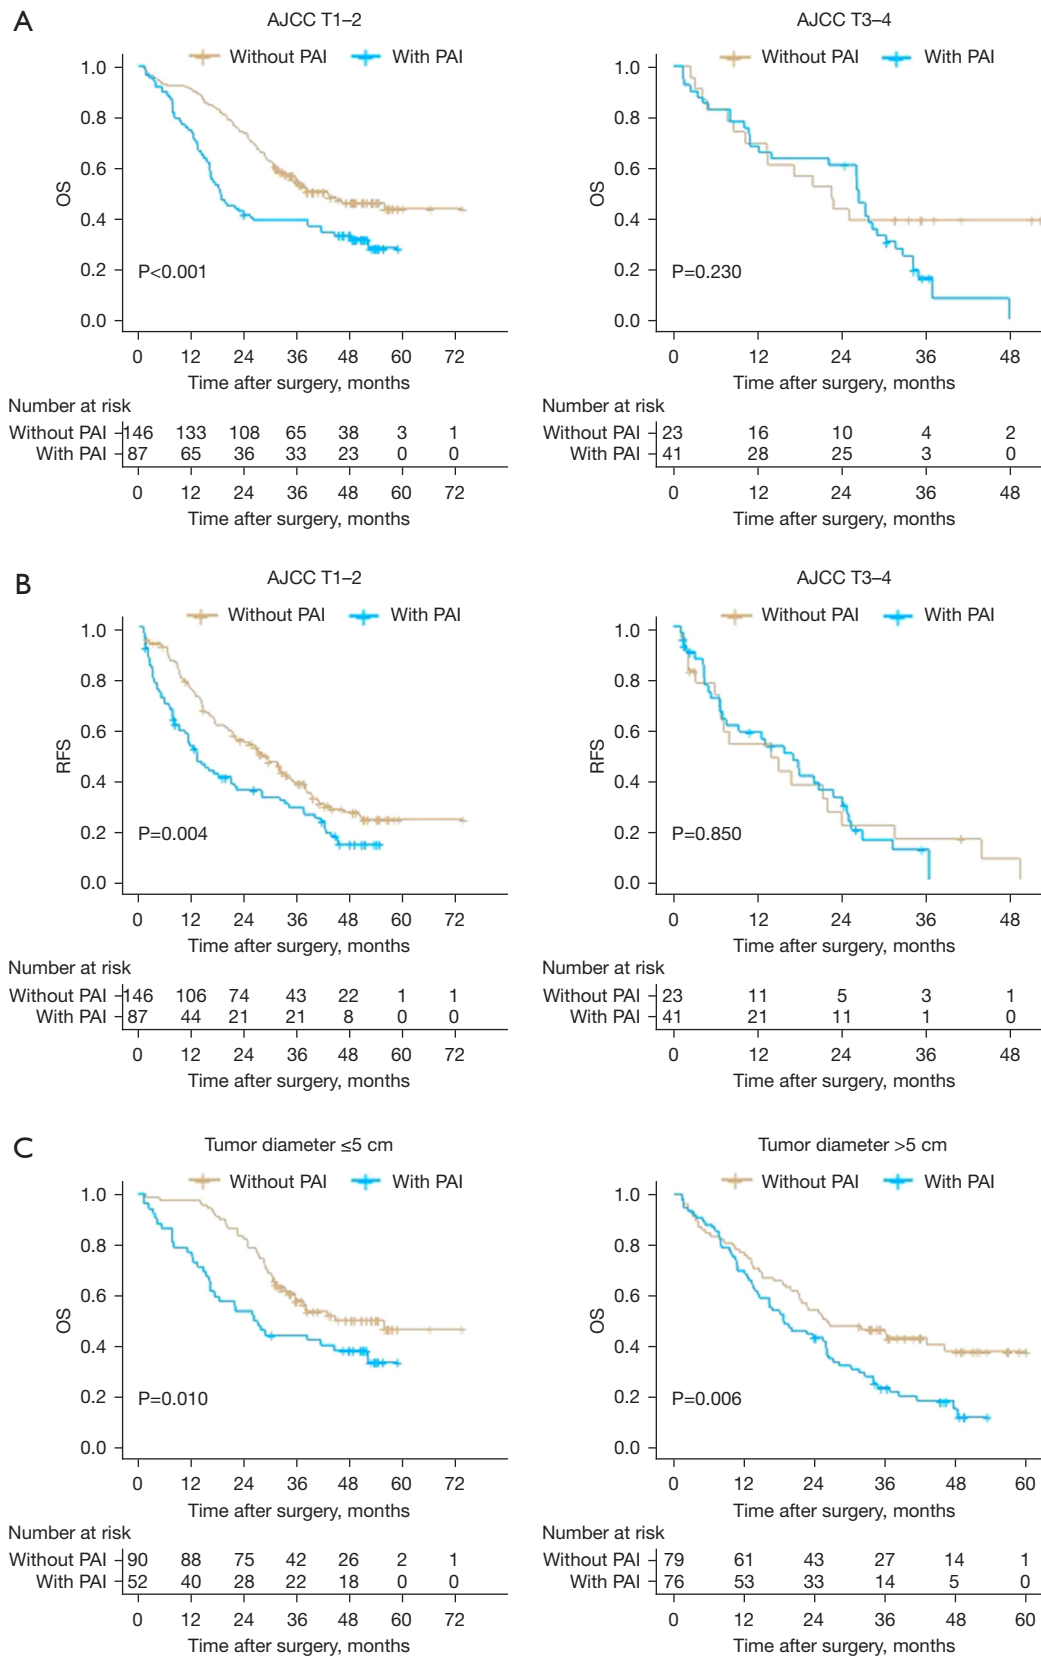 A
AJCC T1–2
Without PAI With PAI
1.0
0.8
0.6
0.4
0.2
0.0
OS
P<0.001
0 12 24 36 48 60 72
Time after surgery, months
Number at risk
Without PAI 146 133 108 65 38 3 1
With PAI 87 65 36 33 23 0 0
0 12 24 36 48 60 72
Time after surgery, months
AJCC T3–4
Without PAI With PAI
1.0
0.8
0.6
0.4
0.2
0.0
OS
P=0.230
0 12 24 36 48
Time after surgery, months
Number at risk
Without PAI 23 16 10 4 2
With PAI 41 28 25 3 0
0 12 24 36 48
Time after surgery, months
B
AJCC T1–2
Without PAI With PAI
1.0
0.8
0.6
0.4
0.2
0.0
RFS
P=0.004
0 12 24 36 48 60 72
Time after surgery, months
Number at risk
Without PAI 146 106 74 43 22 1 1
With PAI 87 44 21 21 8 0 0
0 12 24 36 48 60 72
Time after surgery, months
AJCC T3–4
Without PAI With PAI
1.0
0.8
0.6
0.4
0.2
0.0
RFS
P=0.850
0 12 24 36 48
Time after surgery, months
Number at risk
Without PAI 23 11 5 3 1
With PAI 41 21 11 1 0
0 12 24 36 48
Time after surgery, months
C
Tumor diameter ≤5 cm
Without PAI With PAI
1.0
0.8
0.6
0.4
0.2
0.0
OS
P=0.010
0 12 24 36 48 60 72
Time after surgery, months
Number at risk
Without PAI 90 88 75 42 26 2 1
With PAI 52 40 28 22 18 0 0
0 12 24 36 48 60 72
Time after surgery, months
Tumor diameter >5 cm
Without PAI With PAI
1.0
0.8
0.6
0.4
0.2
0.0
OS
P=0.006
0 12 24 36 48 60
Time after surgery, months
Number at risk
Without PAI 79 61 43 27 14 1
With PAI 76 53 33 14 5 0
0 12 24 36 48 60
Time after surgery, months